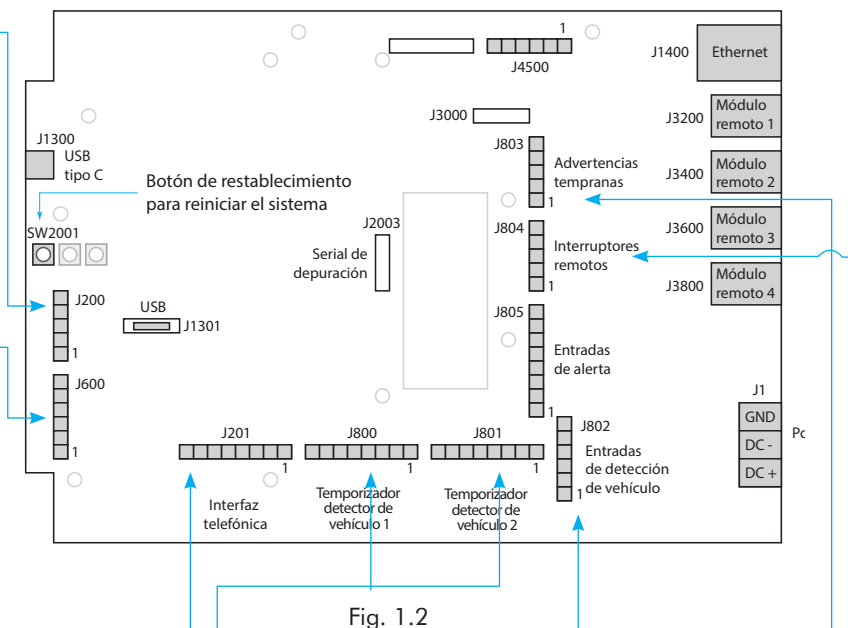 1
J4500
J1400
Ethernet
J3000
J3200
Módulo
remoto 1
J1300
USB
tipo C
J803
Advertencias
tempranas
1
J3400
Módulo
remoto 2
Botón de restablecimiento
para reiniciar el sistema
SW2001
J2003
Serial de
depuración
J804
Interruptores
remotos
1
J3600
Módulo
remoto 3
J3800
Módulo
remoto 4
J200
1
USB
J1301
J805
Entradas
de alerta
1
J600
1
J1
GND
DC -
DC +
J201
1
Interfaz
telefónica
J800
1
Temporizador
detector de
vehículo 1
J801
1
Temporizador
detector de
vehículo 2
J802
Entradas
de detección
de vehículo
1
Fig. 1.2